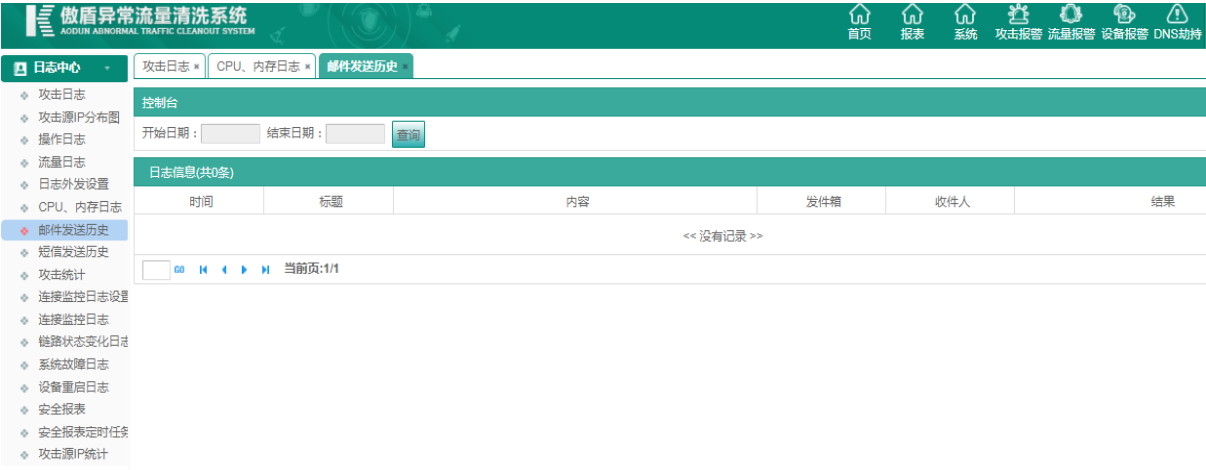 傲盾异常流量清洗系统
AODUN ABNORMAL TRAFFIC CLEANOUT SYSTEM
首页 报表 系统 攻击报警 流量报警 设备报警 DNS劫持
日志中心
攻击日志 × CPU、内存日志 × 邮件发送历史 ×
攻击日志
攻击源IP分布图
操作日志
流量日志
日志外发设置
CPU、内存日志
邮件发送历史
短信发送历史
攻击统计
连接监控日志设置
连接监控日志
链路状态变化日志
系统故障日志
设备重启日志
安全报表
安全报表定时任务
攻击源IP统计
控制台
开始日期： 结束日期： 查询
日志信息(共0条)
时间 标题 内容 发件箱 收件人 结果
<< 没有记录 >>
GO 当前页:1/1